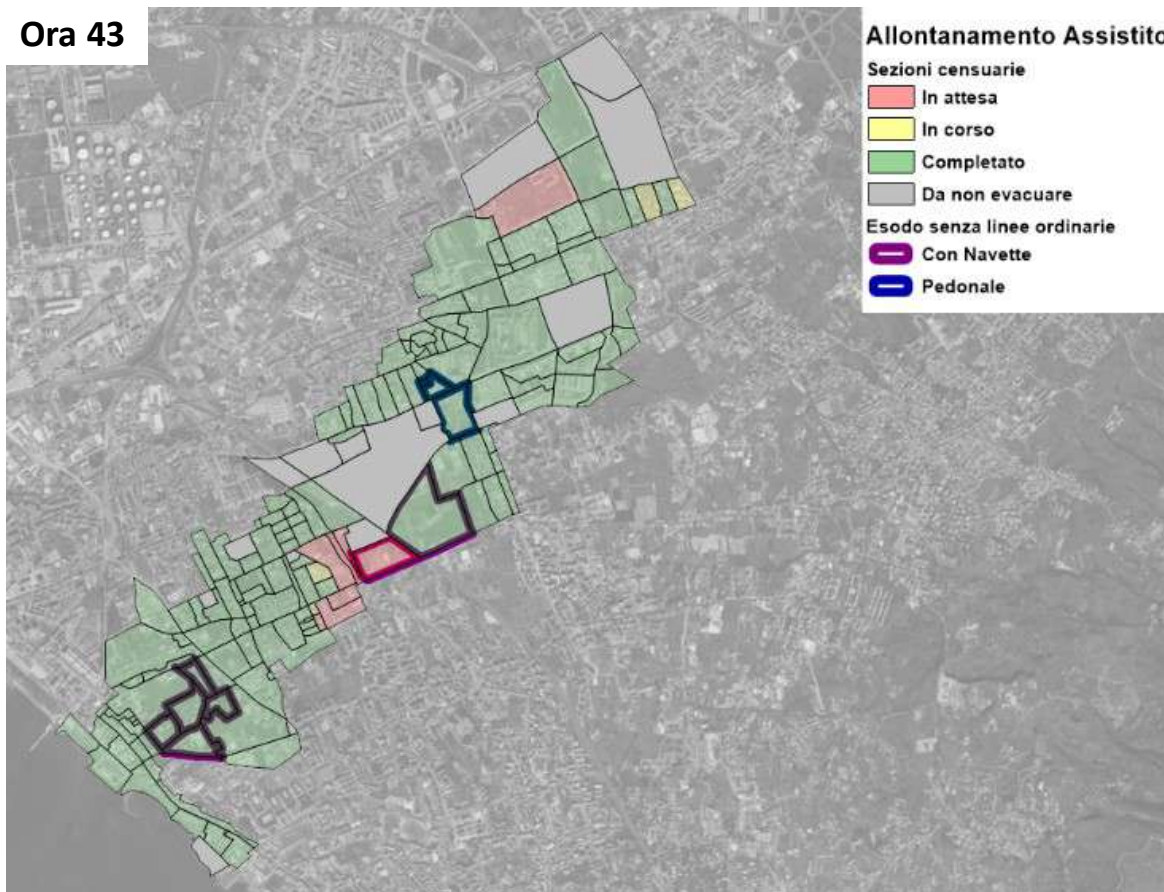 Ora 43
Allontanamento Assistito
Sezioni censuarie
In attesa
In corso
Completato
Da non evacuare
Esodo senza linee ordinarie
Con Navette
Pedonale